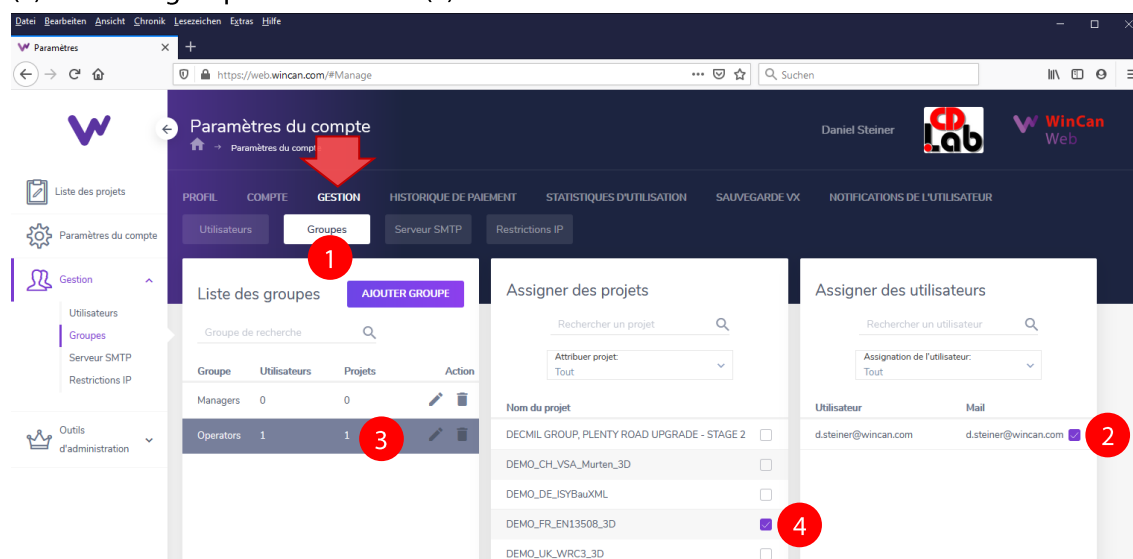 Datei Bearbeiten Ansicht Chronik Lesezeichen Extras Hilfe
Paramètres
https://web.wincan.com/#Manage
Suchen
Paramètres du compte
Paramètres du compte
Daniel Steiner
CD Lab
WinCan
Web
Liste des projets
Paramètres du compte
Gestion
Utilisateurs
Groupes
Serveur SMTP
Restrictions IP
Outils
d'administration
PROFIL COMPTE GESTION HISTORIQUE DE PAIEMENT STATISTIQUES D'UTILISATION SAUVEGARDE VX NOTIFICATIONS DE L'UTILISATEUR
Utilisateurs Groupes Serveur SMTP Restrictions IP
1
Liste des groupes AJOUTER GROUPE
Groupe de recherche
Groupe Utilisateurs Projets Action
Managers 0 0
Operators 1 1
3
Assigner des projets
Rechercher un projet
Attribuer projet:
Tout
Nom du projet
DECMIL GROUP, PLENTY ROAD UPGRADE - STAGE 2
DEMO_CH_VSA_Murten_3D
DEMO_DE_ISYBauXML
DEMO_FR_EN13508_3D
4
DEMO_UK_WRC3_3D
Assigner des utilisateurs
Rechercher un utilisateur
Assignation de l'utilisateur:
Tout
Utilisateur Mail
d.steiner@wincan.com d.steiner@wincan.com
2